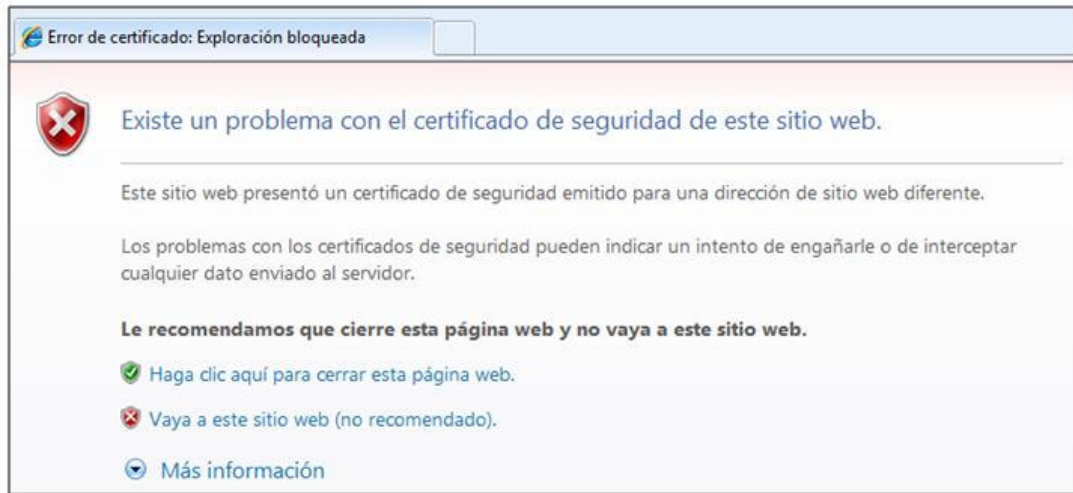 Error de certificado: Exploración bloqueada
Existe un problema con el certificado de seguridad de este sitio web.
Este sitio web presentó un certificado de seguridad emitido para una dirección de sitio web diferente.
Los problemas con los certificados de seguridad pueden indicar un intento de engañarle o de interceptar
cualquier dato enviado al servidor.
Le recomendamos que cierre esta página web y no vaya a este sitio web.
Haga clic aquí para cerrar esta página web.
Vaya a este sitio web (no recomendado).
Más información